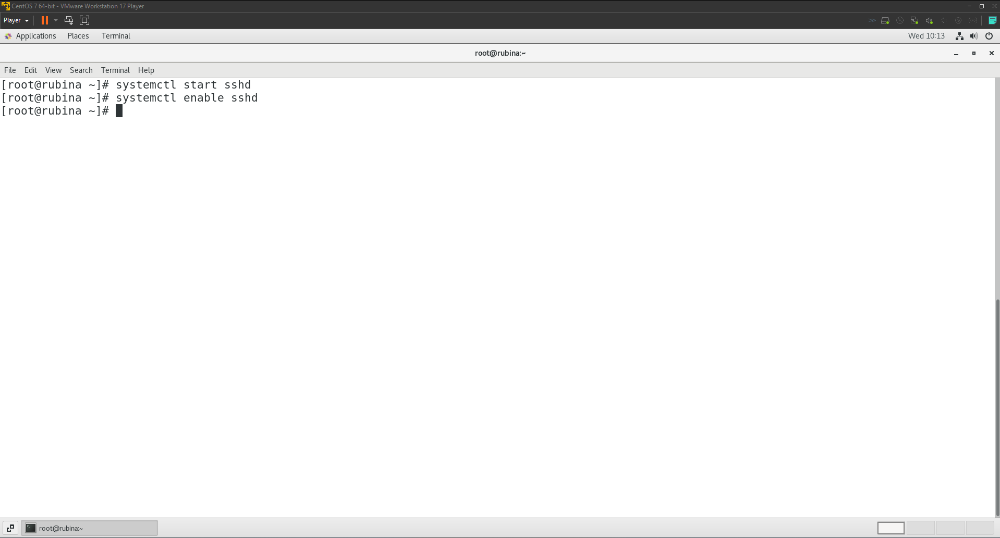 CentOS 7 64-bit - VMware Workstation 17 Player
Player
Applications Places Terminal Wed 10:13
root@rubina:~
File Edit View Search Terminal Help
[root@rubina ~]# systemctl start sshd
[root@rubina ~]# systemctl enable sshd
[root@rubina ~]#
root@rubina:~